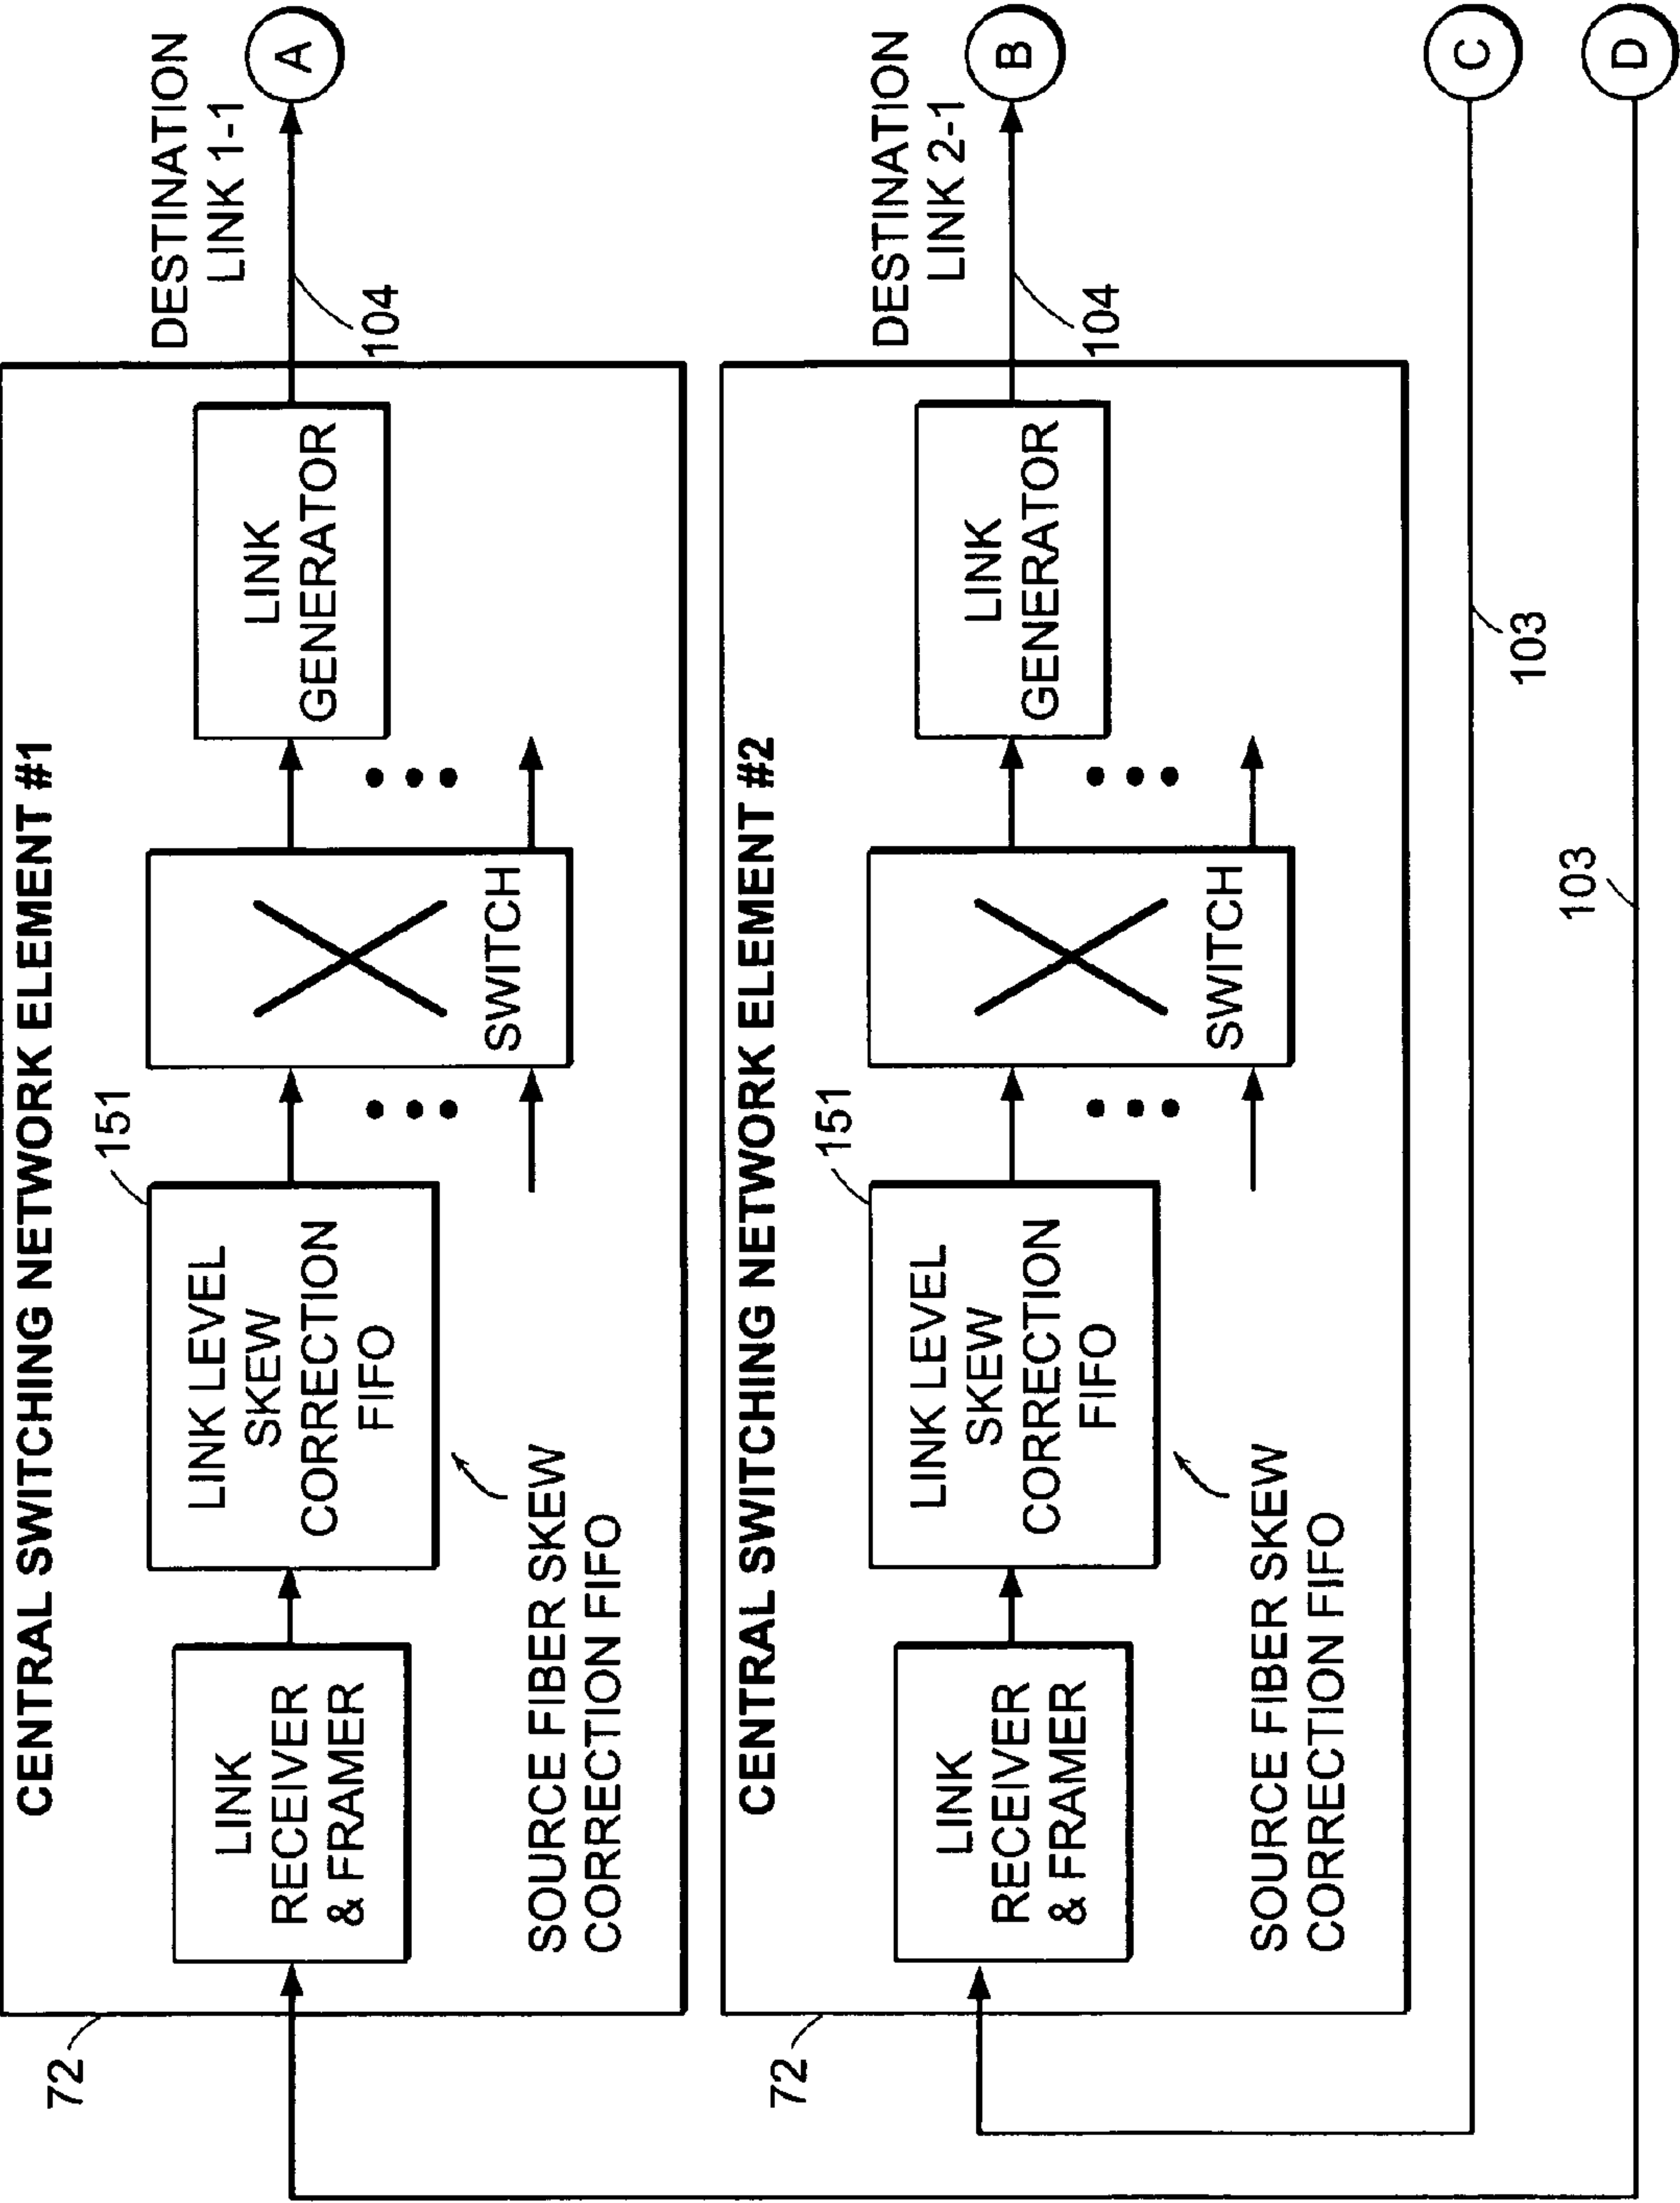 CENTRAL SWITCHING NETWORK ELEMENT #1
72
LINK
RECEIVER
& FRAMER
LINK LEVEL
SKEW
CORRECTION
FIFO
151
SOURCE FIBER SKEW
CORRECTION FIFO
SWITCH
LINK
GENERATOR
104
DESTINATION
LINK 1-1
A
CENTRAL SWITCHING NETWORK ELEMENT #2
72
LINK
RECEIVER
& FRAMER
LINK LEVEL
SKEW
CORRECTION
FIFO
151
SOURCE FIBER SKEW
CORRECTION FIFO
SWITCH
LINK
GENERATOR
104
DESTINATION
LINK 2-1
B
103
C
103
D